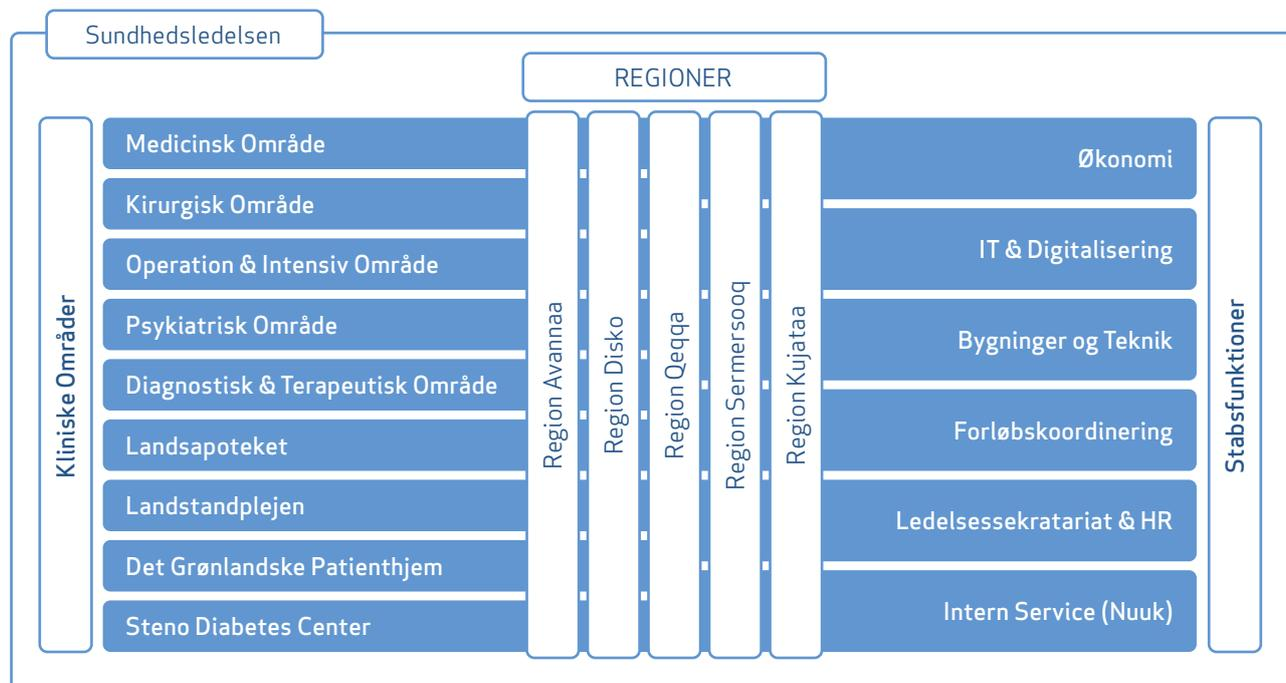 Sundhedsledelsen
REGIONER
Kliniske Områder
Medicinsk Område
Kirurgisk Område
Operation & Intensiv Område
Psykiatrisk Område
Diagnostisk & Terapeutisk Område
Landsapoteket
Landstandplejen
Det Grønlandske Patienthjem
Steno Diabetes Center
Region Avannaa
Region Disko
Region Qeqqa
Region Sermersooq
Region Kujataa
Økonomi
IT & Digitalisering
Bygninger og Teknik
Forløbskoordinering
Ledelsessekratariat & HR
Intern Service (Nuuk)
Stabsfunktioner